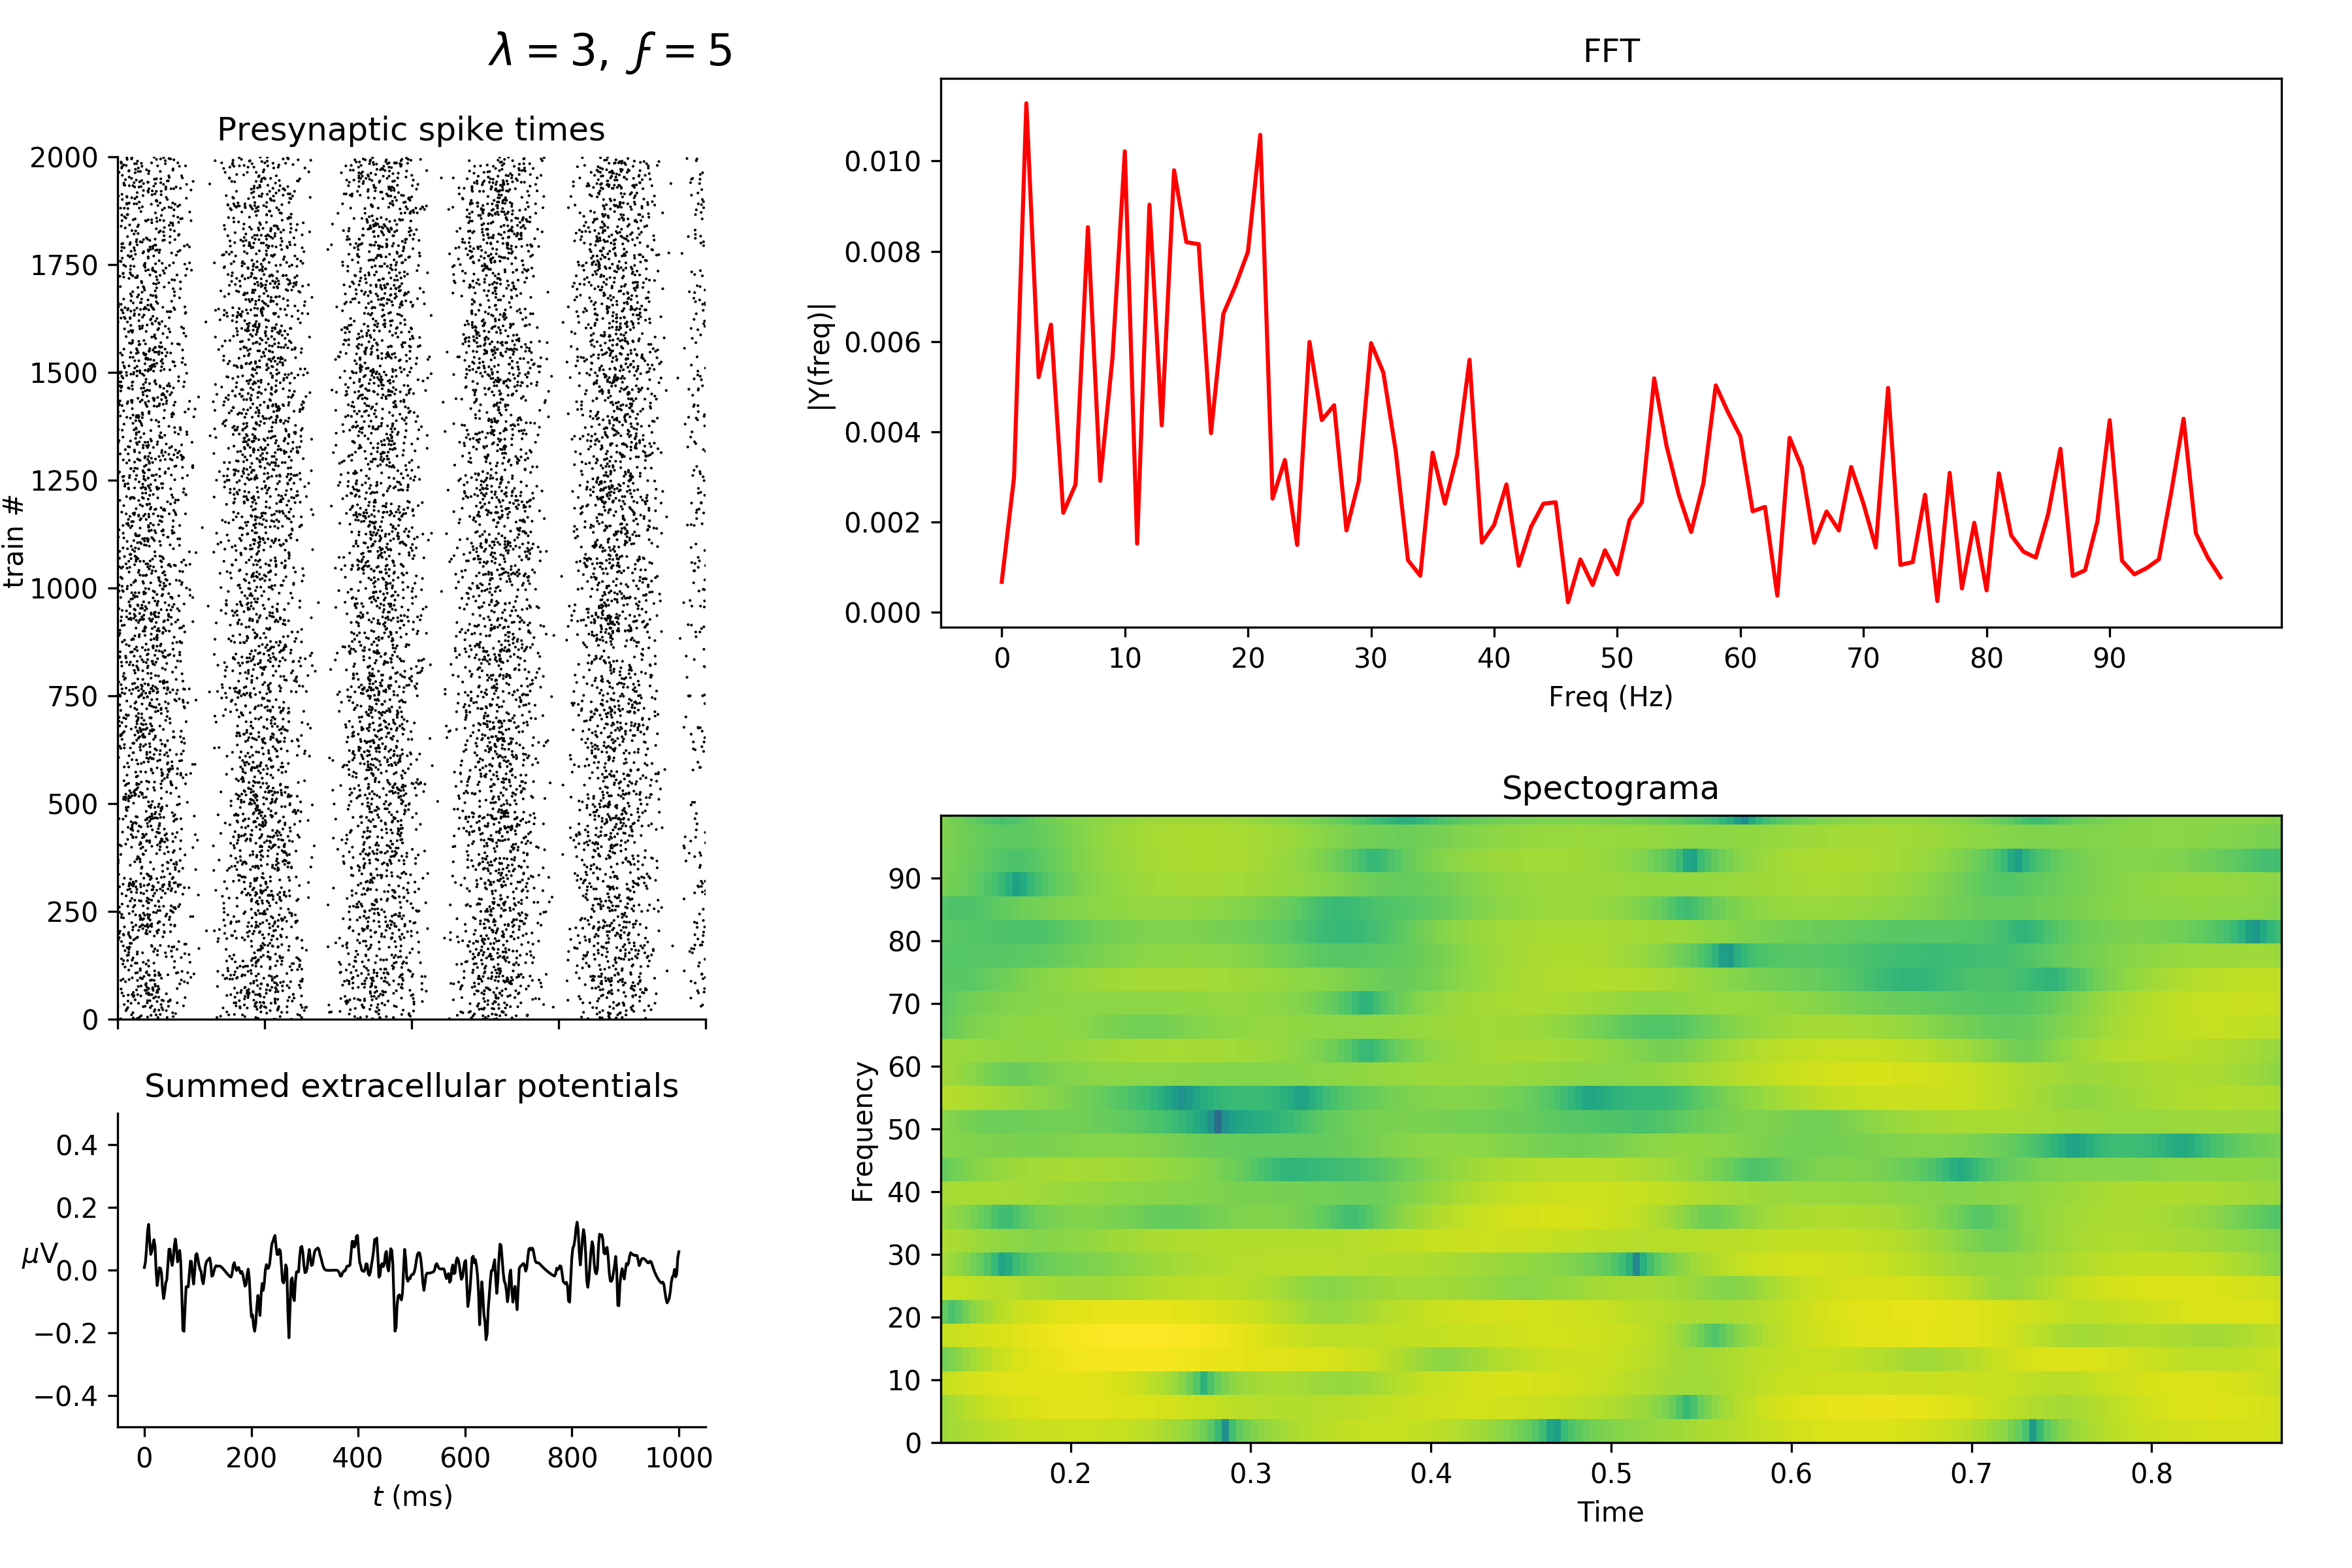 λ = 3, f = 5
Presynaptic spike times
2000
1750
1500
1250
1000
750
500
250
0
train #
Summed extracellular potentials
0.4
0.2
0.0
−0.2
−0.4
μV
0 200 400 600 800 1000
t (ms)
FFT
0.010
0.008
0.006
0.004
0.002
0.000
|Y(freq)|
0 10 20 30 40 50 60 70 80 90
Freq (Hz)
Spectograma
90
80
70
60
50
40
30
20
10
0
Frequency
0.2 0.3 0.4 0.5 0.6 0.7 0.8
Time